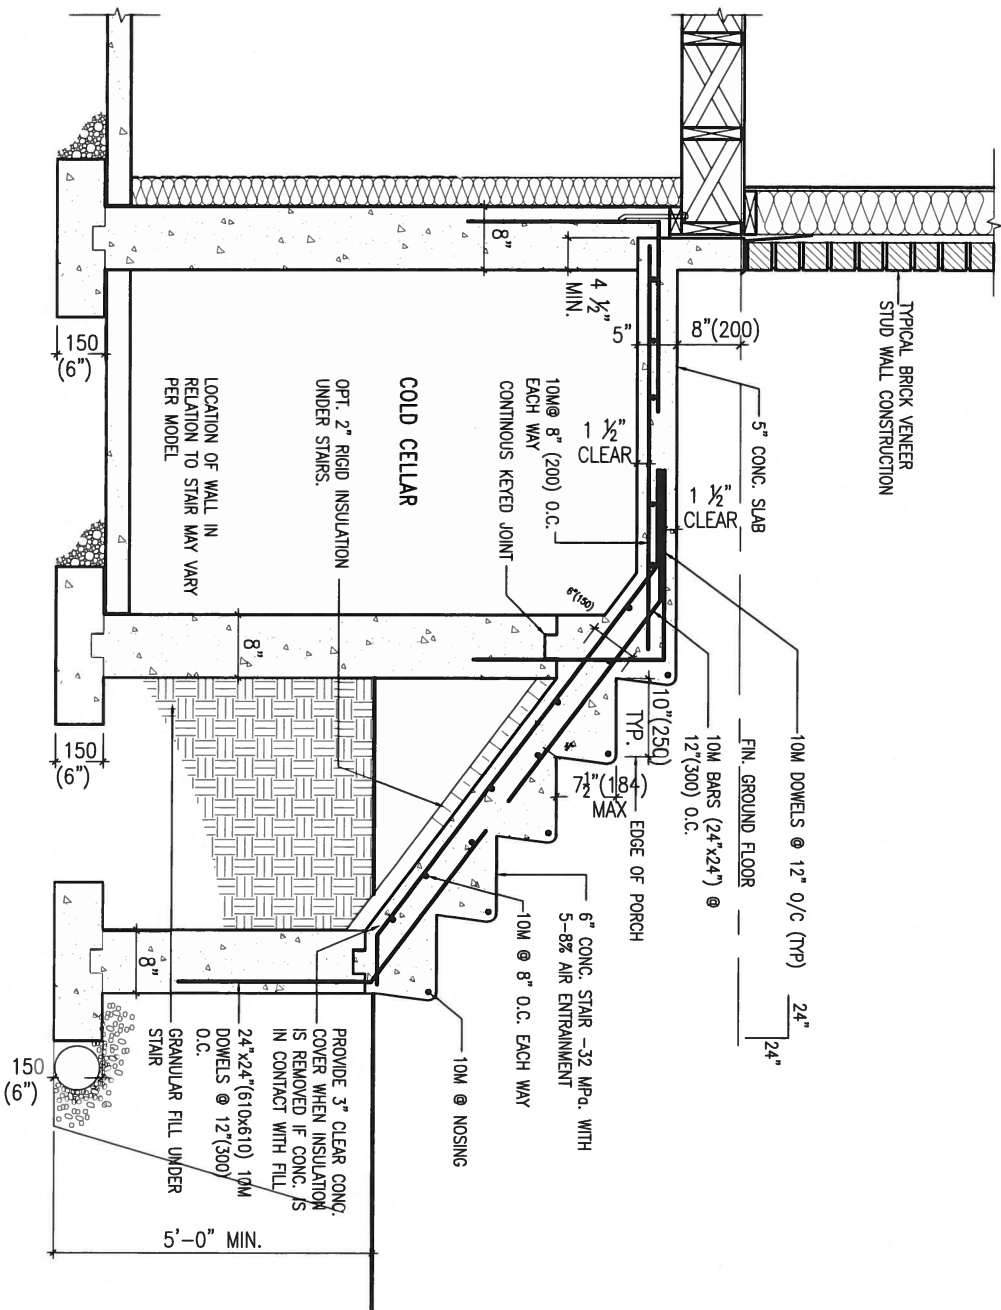 TYPICAL BRICK VENEER
STUD WALL CONSTRUCTION
8"(200)
5" CONC. SLAB
FIN. GROUND FLOOR
24"
24"
10M DOWELS @ 12" O/C (TYP)
10M BARS (24"x24") @
12"(300) O.C.
1 ½"
CLEAR
1 ½"
CLEAR
5"
4 ½"
MIN.
8"
10M@ 8" (200) O.C.
EACH WAY
CONTINOUS KEYED JOINT
COLD CELLAR
OPT. 2" RIGID INSULATION
UNDER STAIRS.
LOCATION OF WALL IN
RELATION TO STAIR MAY VARY
PER MODEL
6"(150)
10"(250)
TYP.
7½"(184)
MAX
EDGE OF PORCH
6" CONC. STAIR -32 MPa. WITH
5-8% AIR ENTRAINMENT
10M @ 8" O.C. EACH WAY
10M @ NOSING
PROVIDE 3" CLEAR CONC.
COVER WHEN INSULATION
IS REMOVED IF CONC. IS
IN CONTACT WITH FILL
24"x24"(610x610) 10M
DOWELS @ 12"(300)
O.C.
GRANULAR FILL UNDER
STAIR
8"
8"
150
(6")
150
(6")
150
(6")
5'-0" MIN.